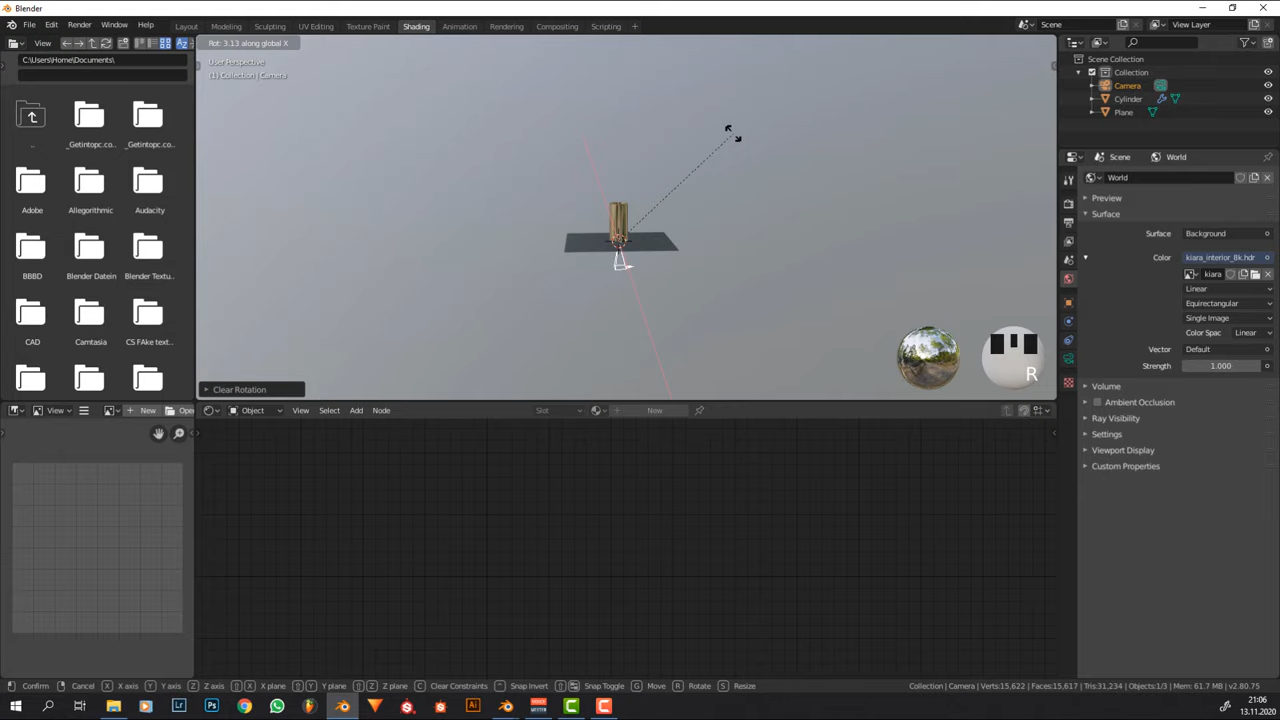 Blender
File Edit Render Window Help Layout Modeling Sculpting UV Editing Texture Paint Shading Animation Rendering Compositing Scripting Scene View Layer
View
Rot: 3.13 along global X
C:\Users\Home\Documents\
User Perspective
(1) Collection | Camera
Scene Collection
Collection
Camera
Cylinder
Plane
..
_Getintopc.co..
_Getintopc.co..
Scene World
World
Preview
Surface
Adobe
Allegorithmic
Audacity
Surface Background
Color kiara_interior_8k.hdr
kiara
BBBD
Blender Datein
Blender Textu..
Linear
Equirectangular
Single Image
Color Spac Linear
CAD
Camtasia
CS FAke text..
Vector Default
Strength 1.000
R
Volume
Ambient Occlusion
Ray Visibility
Settings
Viewport Display
Custom Properties
Clear Rotation
View New Open
Object View Select Add Node Slot New
Confirm Cancel X X axis Y Y axis Z Z axis X X plane Y Y plane Z Z plane C Clear Constraints Snap Invert Snap Toggle G Move R Rotate S Resize
Collection | Camera | Verts:15,622 | Faces:15,617 | Tris:31,234 | Objects:1/3 | Mem: 61.7 MB | v2.80.75
Ps
Ai
21:06
13.11.2020